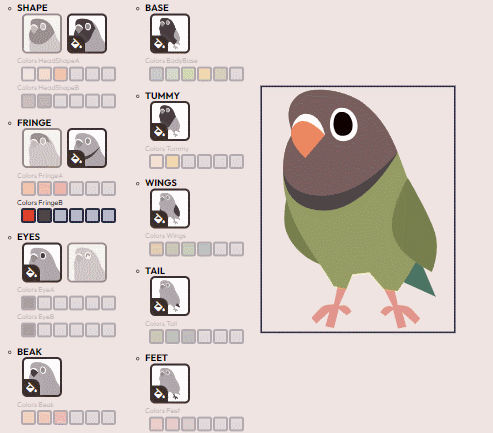 SHAPE
Colors HeadShapeA
Colors HeadShapeB
FRINGE
Colors FringeA
Colors FringeB
EYES
Colors EyeA
Colors EyeB
BEAK
Colors Beak
BASE
Colors BodyBase
TUMMY
Colors Tummy
WINGS
Colors Wings
TAIL
Colors Tail
FEET
Colors Feet